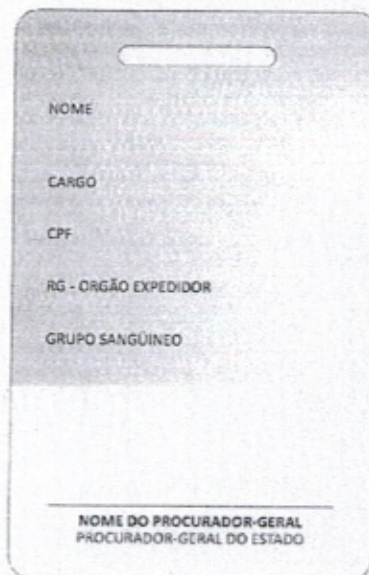 NOME
CARGO
CPF
RG - ORGÃO EXPEDIDOR
GRUPO SANGÜINEO
NOME DO PROCURADOR-GERAL
PROCURADOR-GERAL DO ESTADO